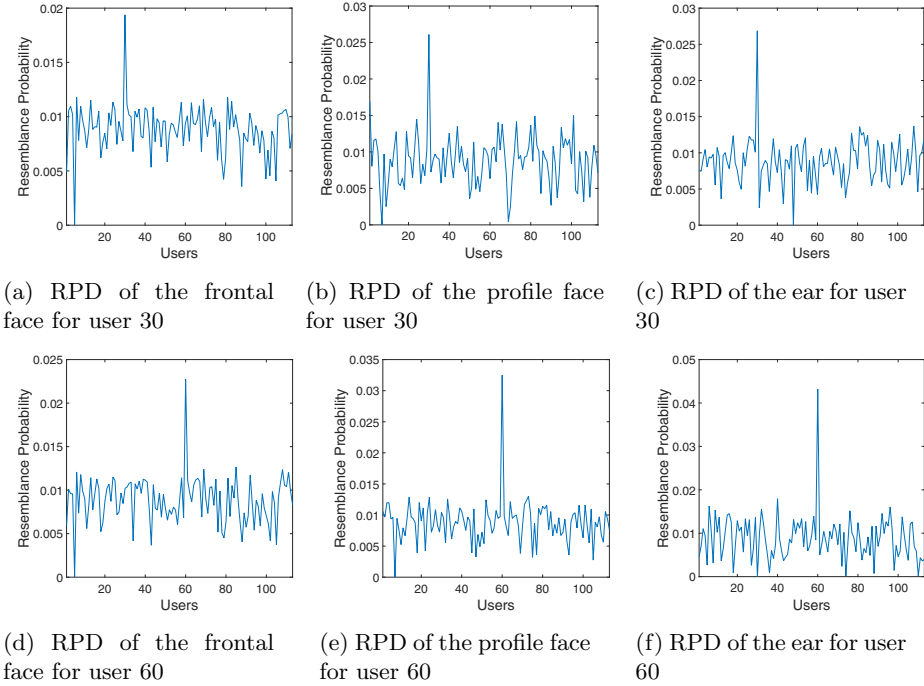 0.02
0.015
0.01
0.005
0
Resemblance Probability
20 40 60 80 100
Users
0.03
0.025
0.02
0.015
0.01
0.005
0
Resemblance Probability
20 40 60 80 100
Users
0.03
0.025
0.02
0.015
0.01
0.005
0
Resemblance Probability
20 40 60 80 100
Users
(a) RPD of the frontal
face for user 30
(b) RPD of the profile face
for user 30
(c) RPD of the ear for user
30
0.025
0.02
0.015
0.01
0.005
0
Resemblance Probability
20 40 60 80 100
Users
0.035
0.03
0.025
0.02
0.015
0.01
0.005
0
Resemblance Probability
20 40 60 80 100
Users
0.05
0.04
0.03
0.02
0.01
0
Resemblance Probability
20 40 60 80 100
Users
(d) RPD of the frontal
face for user 60
(e) RPD of the profile face
for user 60
(f) RPD of the ear for user
60